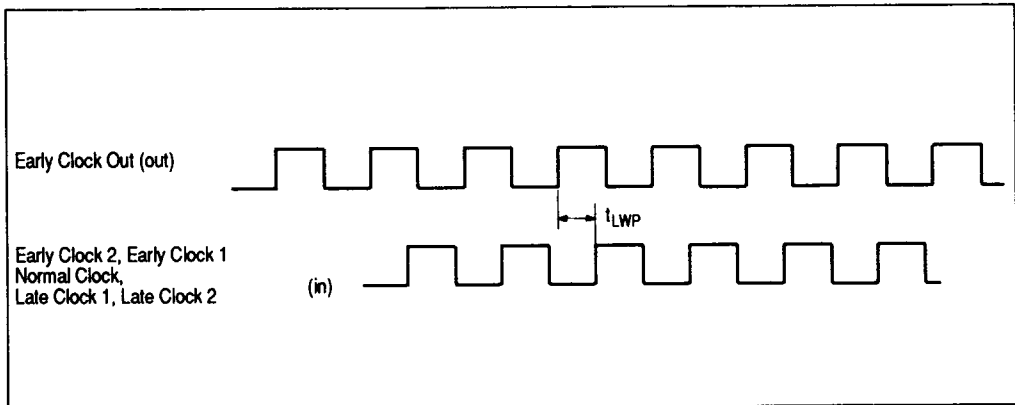 Early Clock Out (out)
tLWP
Early Clock 2, Early Clock 1
Normal Clock,
(in)
Late Clock 1, Late Clock 2